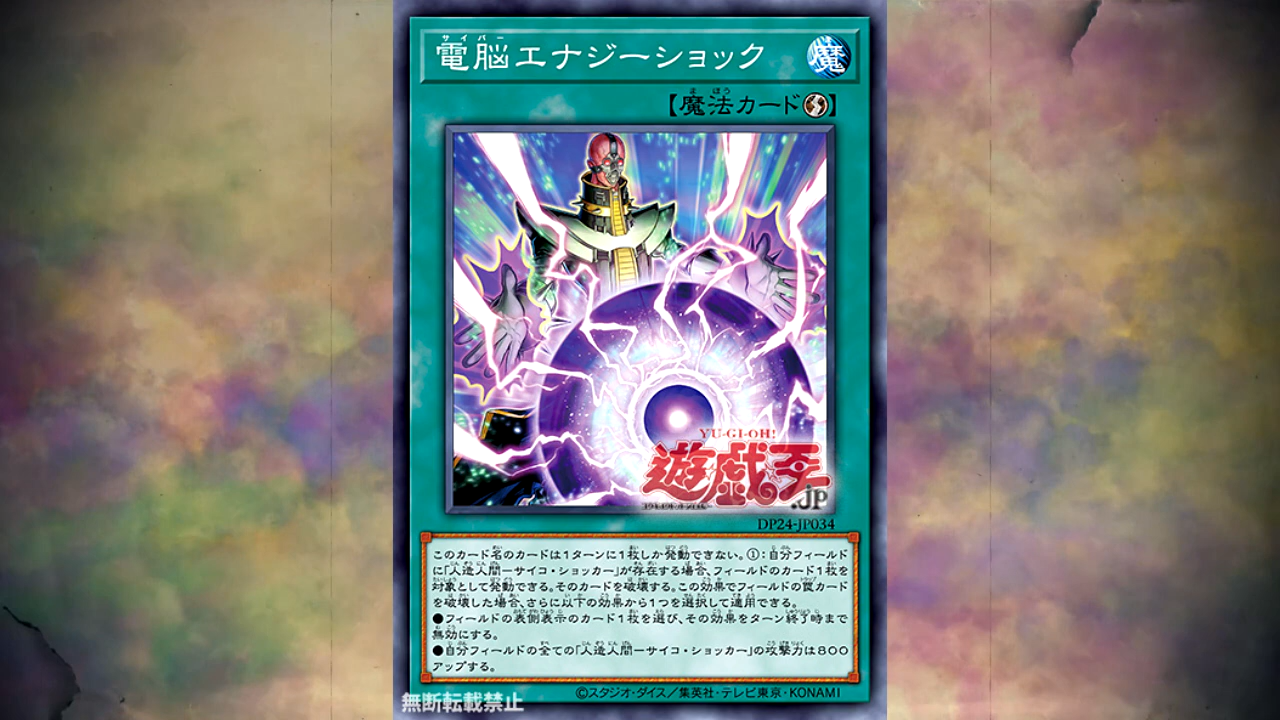 サイバー
電脳エナジーショック
魔
まほう
【魔法カード】
YU-GI-OH!
遊戯王
.jp
DP24-JP034
このカード名のカードは1ターンに1枚しか発動できない。①：自分フィールド
に「人造人間－サイコ・ショッカー」が存在する場合、フィールドのカード1枚を
対象として発動できる。そのカードを破壊する。この効果でフィールドの罠カード
を破壊した場合、さらに以下の効果から1つを選択して適用できる。
●フィールドの表側表示のカード1枚を選び、その効果をターン終了時まで
無効にする。
●自分フィールドの全ての「人造人間－サイコ・ショッカー」の攻撃力は８００
アップする。
©スタジオ・ダイス／集英社・テレビ東京・KONAMI
無断転載禁止